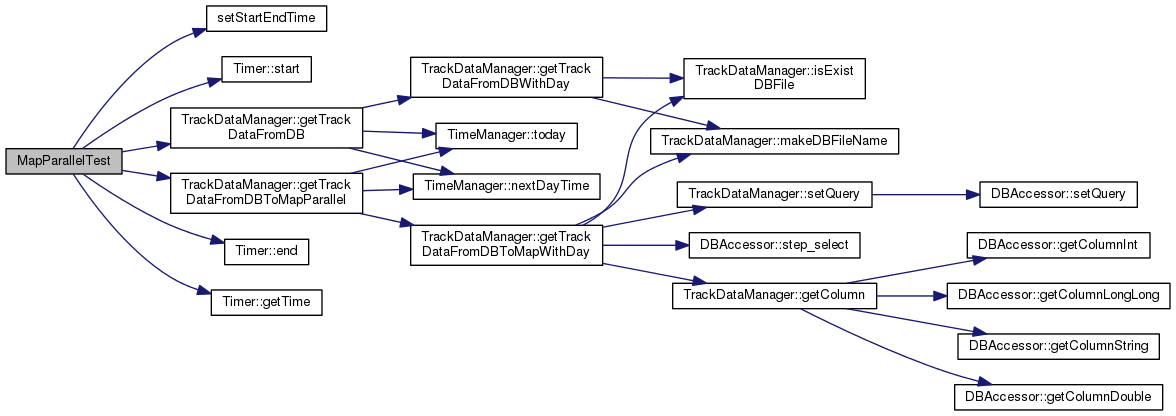 MapParallelTest
setStartEndTime
Timer::start
TrackDataManager::getTrack
DataFromDB
TrackDataManager::getTrack
DataFromDBToMapParallel
Timer::end
Timer::getTime
TrackDataManager::getTrack
DataFromDBWithDay
TimeManager::today
TimeManager::nextDayTime
TrackDataManager::getTrack
DataFromDBToMapWithDay
TrackDataManager::isExist
DBFile
TrackDataManager::makeDBFileName
TrackDataManager::setQuery
DBAccessor::step_select
TrackDataManager::getColumn
DBAccessor::setQuery
DBAccessor::getColumnInt
DBAccessor::getColumnLongLong
DBAccessor::getColumnString
DBAccessor::getColumnDouble